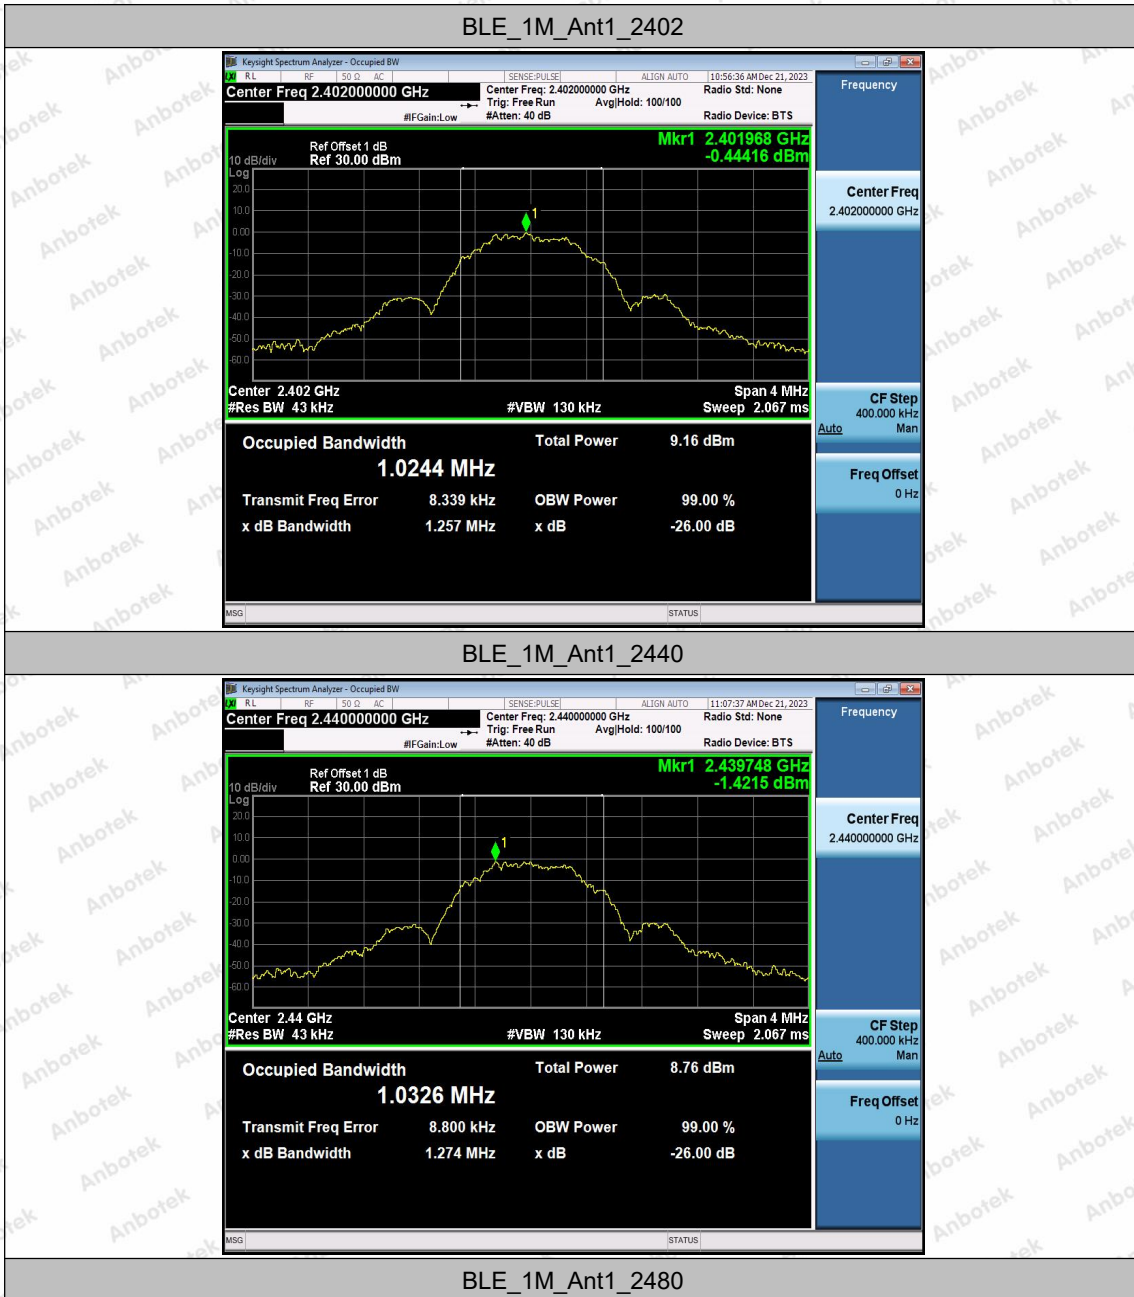 BLE_1M_Ant1_2402
Keysight Spectrum Analyzer - Occupied BW
LXI RL RF 50 Ω AC SENSE:PULSE ALIGN AUTO 10:56:36 AM Dec 21, 2023
Center Freq 2.402000000 GHz Center Freq: 2.402000000 GHz Radio Std: None Frequency
Trig: Free Run Avg|Hold: 100/100
#IFGain:Low #Atten: 40 dB Radio Device: BTS
Mkr1 2.401968 GHz
Ref Offset 1 dB
10 dB/div Ref 30.00 dBm -0.44416 dBm
Log
20.0
10.0
0.00
-10.0
-20.0
-30.0
-40.0
-50.0
-60.0
1
Center Freq
2.402000000 GHz
Center 2.402 GHz Span 4 MHz
#Res BW 43 kHz #VBW 130 kHz Sweep 2.067 ms
CF Step
400.000 kHz
Auto Man
Freq Offset
0 Hz
Occupied Bandwidth Total Power 9.16 dBm
1.0244 MHz
Transmit Freq Error 8.339 kHz OBW Power 99.00 %
x dB Bandwidth 1.257 MHz x dB -26.00 dB
MSG STATUS
BLE_1M_Ant1_2440
Keysight Spectrum Analyzer - Occupied BW
LXI RL RF 50 Ω AC SENSE:PULSE ALIGN AUTO 11:07:37 AM Dec 21, 2023
Center Freq 2.440000000 GHz Center Freq: 2.440000000 GHz Radio Std: None Frequency
Trig: Free Run Avg|Hold: 100/100
#IFGain:Low #Atten: 40 dB Radio Device: BTS
Mkr1 2.439748 GHz
Ref Offset 1 dB
10 dB/div Ref 30.00 dBm -1.4215 dBm
Log
20.0
10.0
0.00
-10.0
-20.0
-30.0
-40.0
-50.0
-60.0
1
Center Freq
2.440000000 GHz
Center 2.44 GHz Span 4 MHz
#Res BW 43 kHz #VBW 130 kHz Sweep 2.067 ms
CF Step
400.000 kHz
Auto Man
Freq Offset
0 Hz
Occupied Bandwidth Total Power 8.76 dBm
1.0326 MHz
Transmit Freq Error 8.800 kHz OBW Power 99.00 %
x dB Bandwidth 1.274 MHz x dB -26.00 dB
MSG STATUS
BLE_1M_Ant1_2480
Anbotek